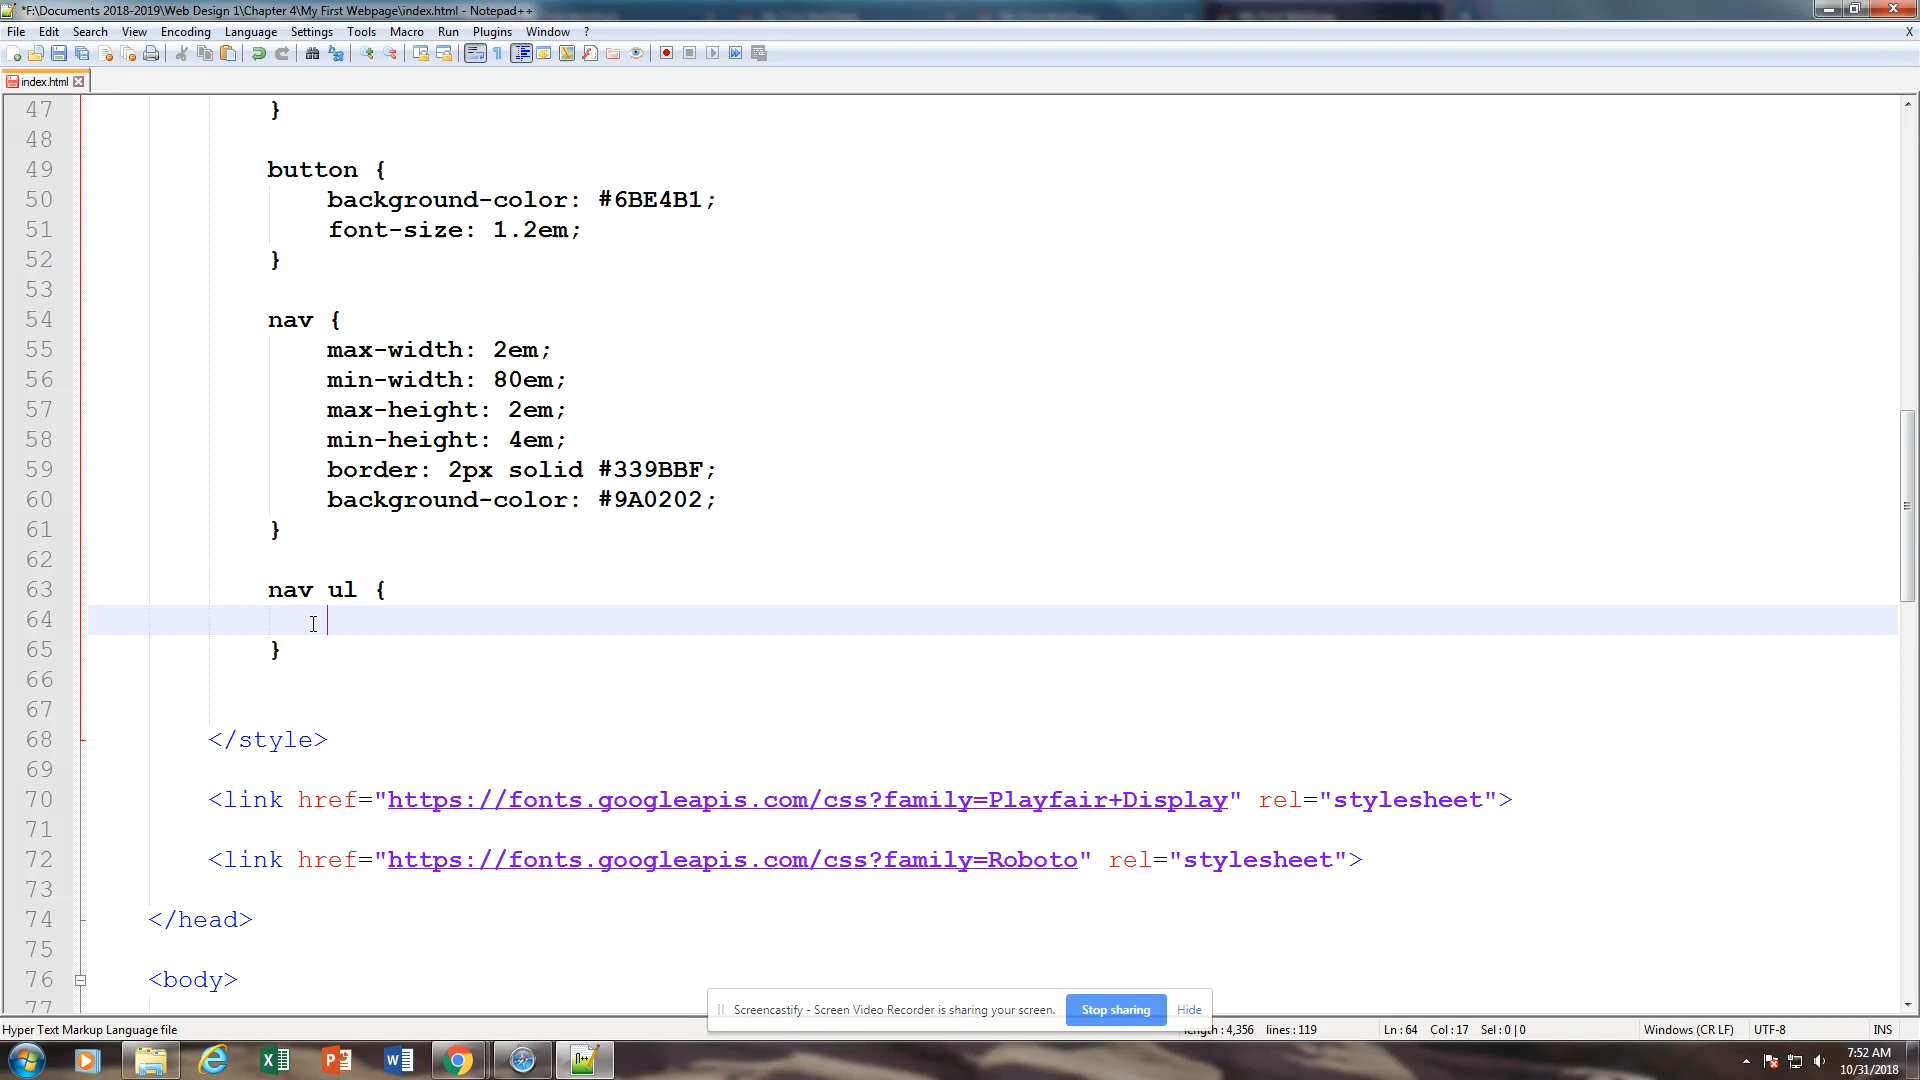 *F:\Documents 2018-2019\Web Design 1\Chapter 4\My First Webpage\index.html - Notepad++
File Edit Search View Encoding Language Settings Tools Macro Run Plugins Window ? X
index.html
47 }
48
49 button {
50 background-color: #6BE4B1;
51 font-size: 1.2em;
52 }
53
54 nav {
55 max-width: 2em;
56 min-width: 80em;
57 max-height: 2em;
58 min-height: 4em;
59 border: 2px solid #339BBF;
60 background-color: #9A0202;
61 }
62
63 nav ul {
64
65 }
66
67
68 </style>
69
70 <link href="https://fonts.googleapis.com/css?family=Playfair+Display" rel="stylesheet">
71
72 <link href="https://fonts.googleapis.com/css?family=Roboto" rel="stylesheet">
73
74 </head>
75
76 <body>
77
Screencastify - Screen Video Recorder is sharing your screen. Stop sharing Hide
Hyper Text Markup Language file length : 4,356 lines : 119 Ln : 64 Col : 17 Sel : 0 | 0 Windows (CR LF) UTF-8 INS
7:52 AM
10/31/2018